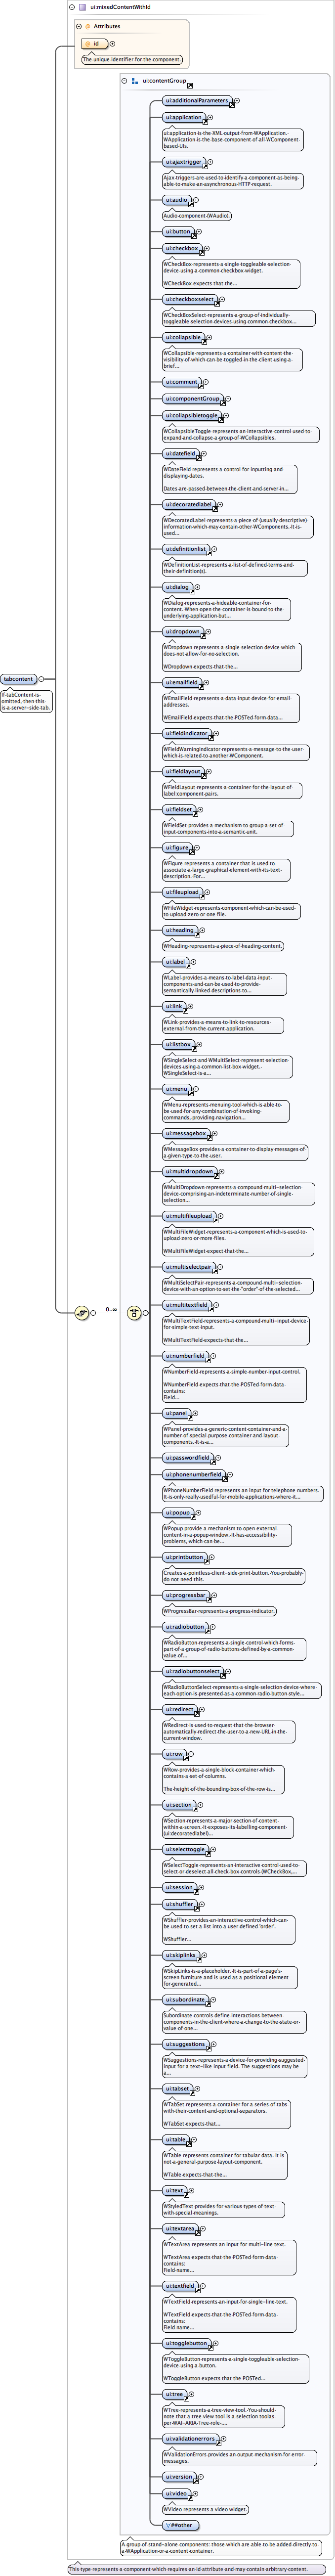 ui:mixedContentWithId
Attributes
id
The unique identifier for the component.
ui:contentGroup
ui:additionalParameters
ui:application
ui:application is the XML output from WApplication.
WApplication is the base component of all WComponent
based UIs.
ui:ajaxtrigger
Ajax triggers are used to identify a component as being
able to make an asynchronous HTTP request.
ui:audio
Audio component (WAudio).
ui:button
ui:checkbox
WCheckBox represents a single toggleable selection
device using a common checkbox widget.
WCheckBox expects that the...
ui:checkboxselect
WCheckBoxSelect represents a group of individually
toggleable selection devices using common checkbox...
ui:collapsible
WCollapsible represents a container with content the
visibility of which can be toggled in the client using a
brief...
ui:comment
ui:componentGroup
ui:collapsibletoggle
WCollapsibleToggle represents an interactive control used to
expand and collapse a group of WCollapsibles.
ui:datefield
WDateField represents a control for inputting and
displaying dates.
Dates are passed between the client and server in...
ui:decoratedlabel
WDecoratedLabel represents a piece of (usually descriptive)
information which may contain other WComponents. It is
used...
ui:definitionlist
WDefinitionList represents a list of defined terms and
their definition(s).
ui:dialog
WDialog represents a hideable container for
content. When open the container is bound to the
underlying application but...
ui:dropdown
WDropdown represents a single selection device which
does not allow for no selection.
WDropdown expects that the...
tabcontent
If tabContent is
omitted, then this
is a server-side tab.
ui:emailfield
WEmailField represents a data input device for email
addresses.
WEmailField expects that the POSTed form data...
ui:fieldindicator
WFieldWarningIndicator represents a message to the user
which is related to another WComponent.
ui:fieldlayout
WFieldLayout represents a container for the layout of
label:component pairs.
ui:fieldset
WFieldSet provides a mechanism to group a set of
input components into a semantic unit.
ui:figure
WFigure represents a container that is used to
associate a large graphical element with its text
description. For...
ui:fileupload
WFileWidget represents component which can be used
to upload zero or one file.
ui:heading
WHeading represents a piece of heading content.
ui:label
WLabel provides a means to label data input
components and can be used to provide
semantically linked descriptions to...
ui:link
WLink provides a means to link to resources
external from the current application.
ui:listbox
WSingleSelect and WMultiSelect represent selection
devices using a common list box widget.
WSingleSelect is a...
ui:menu
WMenu represents menuing tool which is able to
be used for any combination of invoking
commands, providing navigation...
ui:messagebox
WMessageBox provides a container to display messages of
a given type to the user.
ui:multidropdown
WMultiDropdown represents a compound multi-selection
device comprising an indeterminate number of single
selection...
ui:multifileupload
WMultiFileWidget represents a component which is used to
upload zero or more files.
WMultiFileWidget expect that the...
ui:multiselectpair
WMultiSelectPair represents a compound multi-selection
device with an option to set the "order" of the selected...
ui:multitextfield
0..∞
WMultiTextField represents a compound multi-input device
for simple text input.
WMultiTextField expects that the...
ui:numberfield
WNumberField represents a simple number input control.
WNumberField expects that the POSTed form data
contains:
Field...
ui:panel
WPanel provides a generic content container and a
number of special purpose container and layout
components. It is a...
ui:passwordfield
ui:phonenumberfield
WPhoneNumberField represents an input for telephone numbers.
It is only really usedful for mobile applications where it...
ui:popup
WPopup provide a mechanism to open external
content in a popup window. It has accessibility
problems, which can be...
ui:printbutton
Creates a pointless client-side print button. You probably
do not need this.
ui:progressbar
WProgressBar represents a progress indicator.
ui:radiobutton
WRadioButton represents a single control which forms
part of a group of radio buttons defined by a common
value of...
ui:radiobuttonselect
WRadioButtonSelect represents a single selection device where
each option is presented as a common radio button style...
ui:redirect
WRedirect is used to request that the browser
automatically redirect the user to a new URL in the
current window.
ui:row
WRow provides a single block container which
contains a set of columns.
The height of the bounding box of the row is...
ui:section
WSection represents a major section of content
within a screen. It exposes its labelling component
(ui:decoratedlabel)...
ui:selecttoggle
WSelectToggle represents an interactive control used to
select or deselect all check box controls (WCheckBox,...
ui:session
ui:shuffler
WShuffler provides an interactive control which can
be used to set a list into a user defined 'order'.
WShuffler...
ui:skiplinks
WSkipLinks is a placeholder. It is part of a page's
screen furniture and is used as a positional element
for generated...
ui:subordinate
Subordinate controls define interactions between
components in the client where a change to the state or
value of one...
ui:suggestions
WSuggestions represents a device for providing suggested
input for a text-like input field. The suggestions may be
a...
ui:tabset
WTabSet represents a container for a series of tabs
with their content and optional separators.
WTabSet expects that...
ui:table
WTable represents container for tabular data. It is
not a general purpose layout component.
WTable expects that the...
ui:text
WStyledText provides for various types of text
with special meanings.
ui:textarea
WTextArea represents an input for multi-line text.
WTextArea expects that the POSTed form data
contains:
Field name...
ui:textfield
WTextField represents an input for single-line text.
WTextField expects that the POSTed form data
contains:
Field name...
ui:togglebutton
WToggleButton represents a single toggleable selection
device using a button.
WToggleButton expects that the POSTed...
ui:tree
WTree represents a tree view tool. You should
note that a tree view tool is a selection tool as
per WAI-ARIA Tree role....
ui:validationerrors
WValidationErrors provides an output mechanism for error
messages.
ui:version
ui:video
WVideo represents a video widget.
##other
A group of stand-alone components: those which are able to be added directly to
a WApplication or a content container.
This type represents a component which requires an id attribute and may contain arbitrary content.